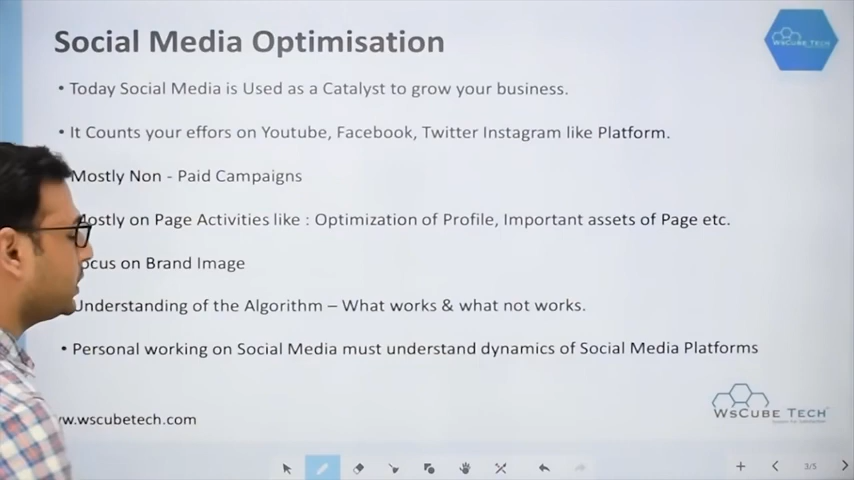 Social Media Optimisation
WSCUBE TECH
• Today Social Media is Used as a Catalyst to grow your business.
• It Counts your effors on Youtube, Facebook, Twitter Instagram like Platform.
Mostly Non - Paid Campaigns
Mostly on Page Activities like : Optimization of Profile, Important assets of Page etc.
ocus on Brand Image
Understanding of the Algorithm – What works & what not works.
• Personal working on Social Media must understand dynamics of Social Media Platforms
WSCUBE TECH
w.wscubetech.com
3/5